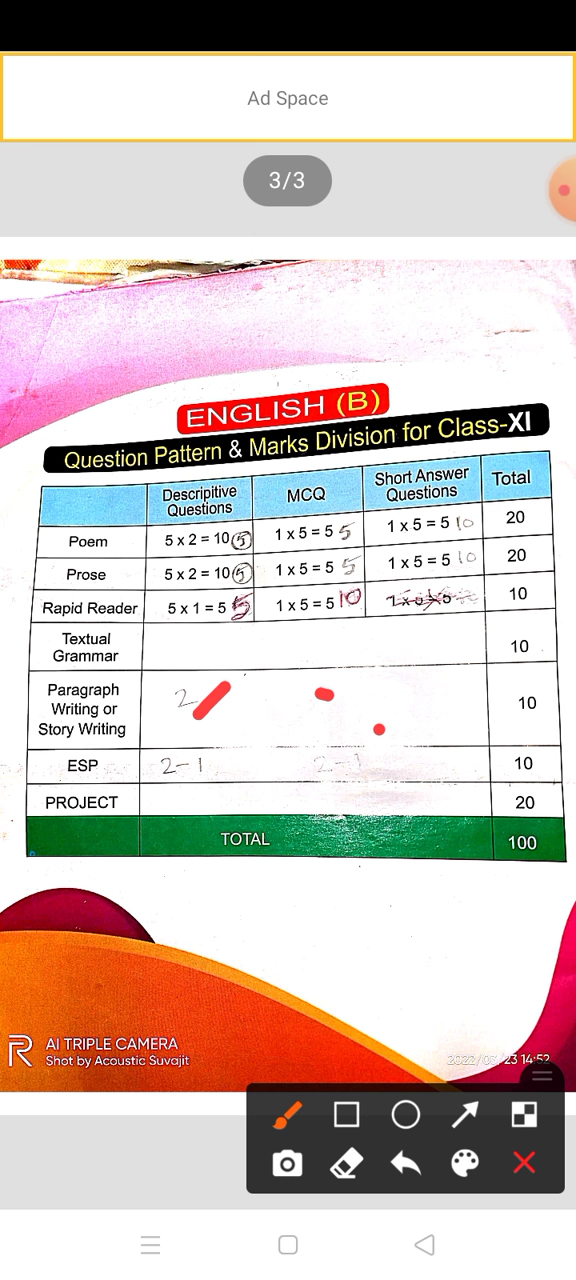 Ad Space
3/3
ENGLISH (B)
Question Pattern & Marks Division for Class-XI
Descriptive Questions MCQ Short Answer Questions Total
Poem 5 x 2 = 10 5 1 x 5 = 5 5 1 x 5 = 5 10 20
Prose 5 x 2 = 10 5 1 x 5 = 5 5 1 x 5 = 5 10 20
Rapid Reader 5 x 1 = 5 5 1 x 5 = 5 10 10
Textual
Grammar 10
Paragraph
Writing or 2 10
Story Writing
ESP 2-1 2-1 10
PROJECT 20
TOTAL 100
R AI TRIPLE CAMERA
Shot by Acoustic Suvajit
23 14:52